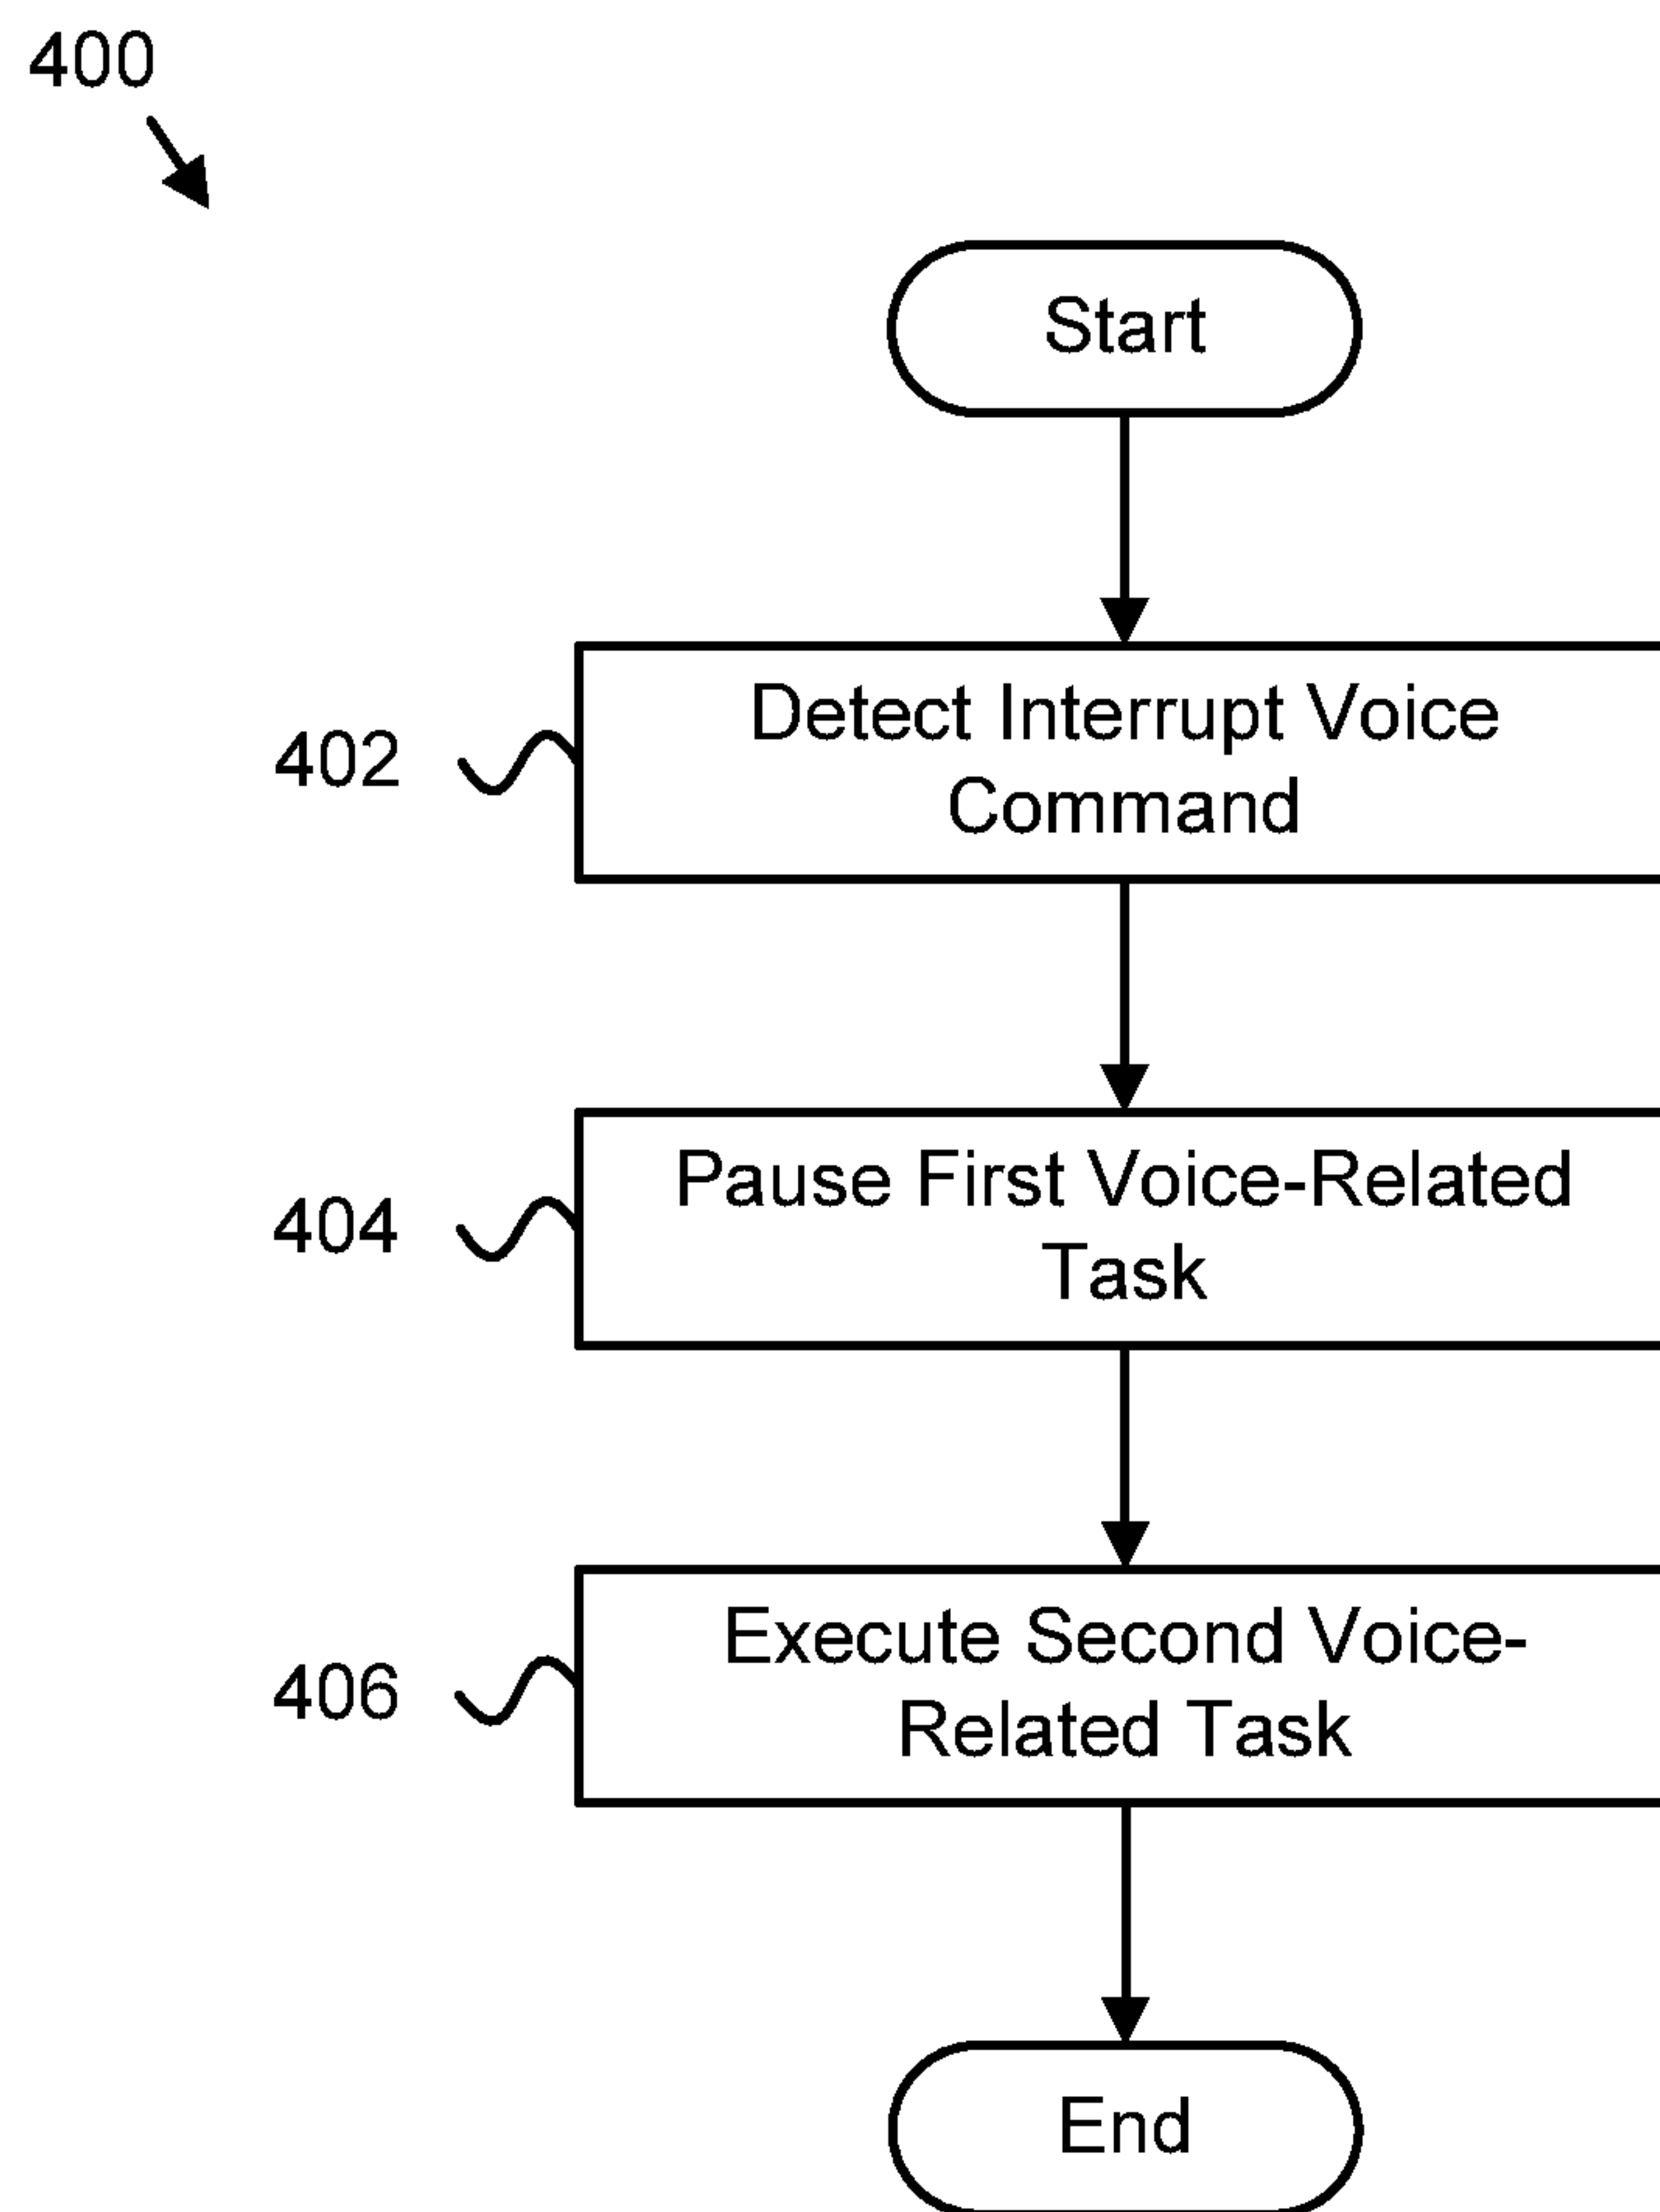 400
Start
402
Detect Interrupt Voice
Command
404
Pause First Voice-Related
Task
406
Execute Second Voice-
Related Task
End